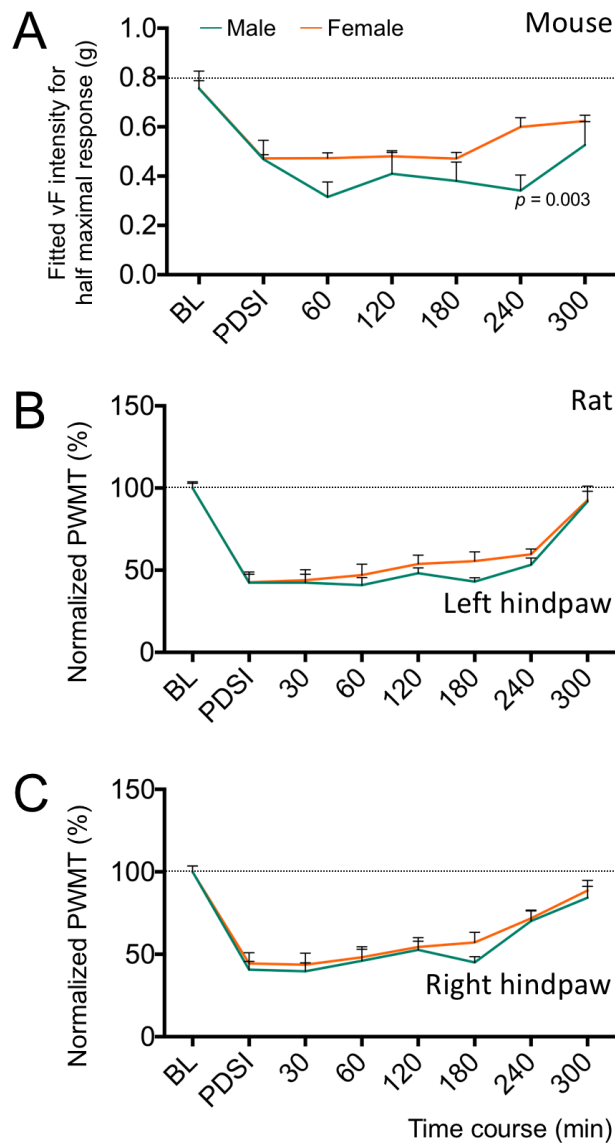 A
Male Female
Mouse
Fitted vF intensity for
half maximal response (g)
1.0
0.8
0.6
0.4
0.2
0.0
p = 0.003
BL PDSI 60 120 180 240 300
B
Rat
Normalized PWMT (%)
150
100
50
0
Left hindpaw
BL PDSI 30 60 120 180 240 300
C
Normalized PWMT (%)
150
100
50
0
Right hindpaw
BL PDSI 30 60 120 180 240 300
Time course (min)